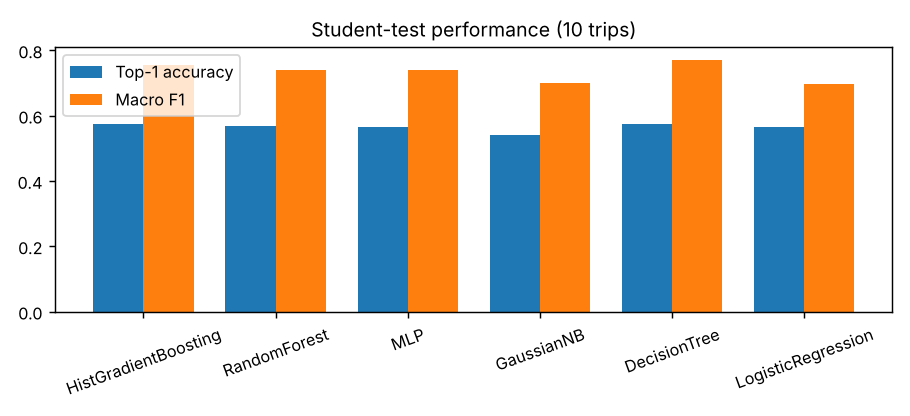 Student-test performance (10 trips)
Top-1 accuracy
Macro F1
0.8
0.6
0.4
0.2
0.0
HistGradientBoosting
RandomForest
MLP
GaussianNB
DecisionTree
LogisticRegression